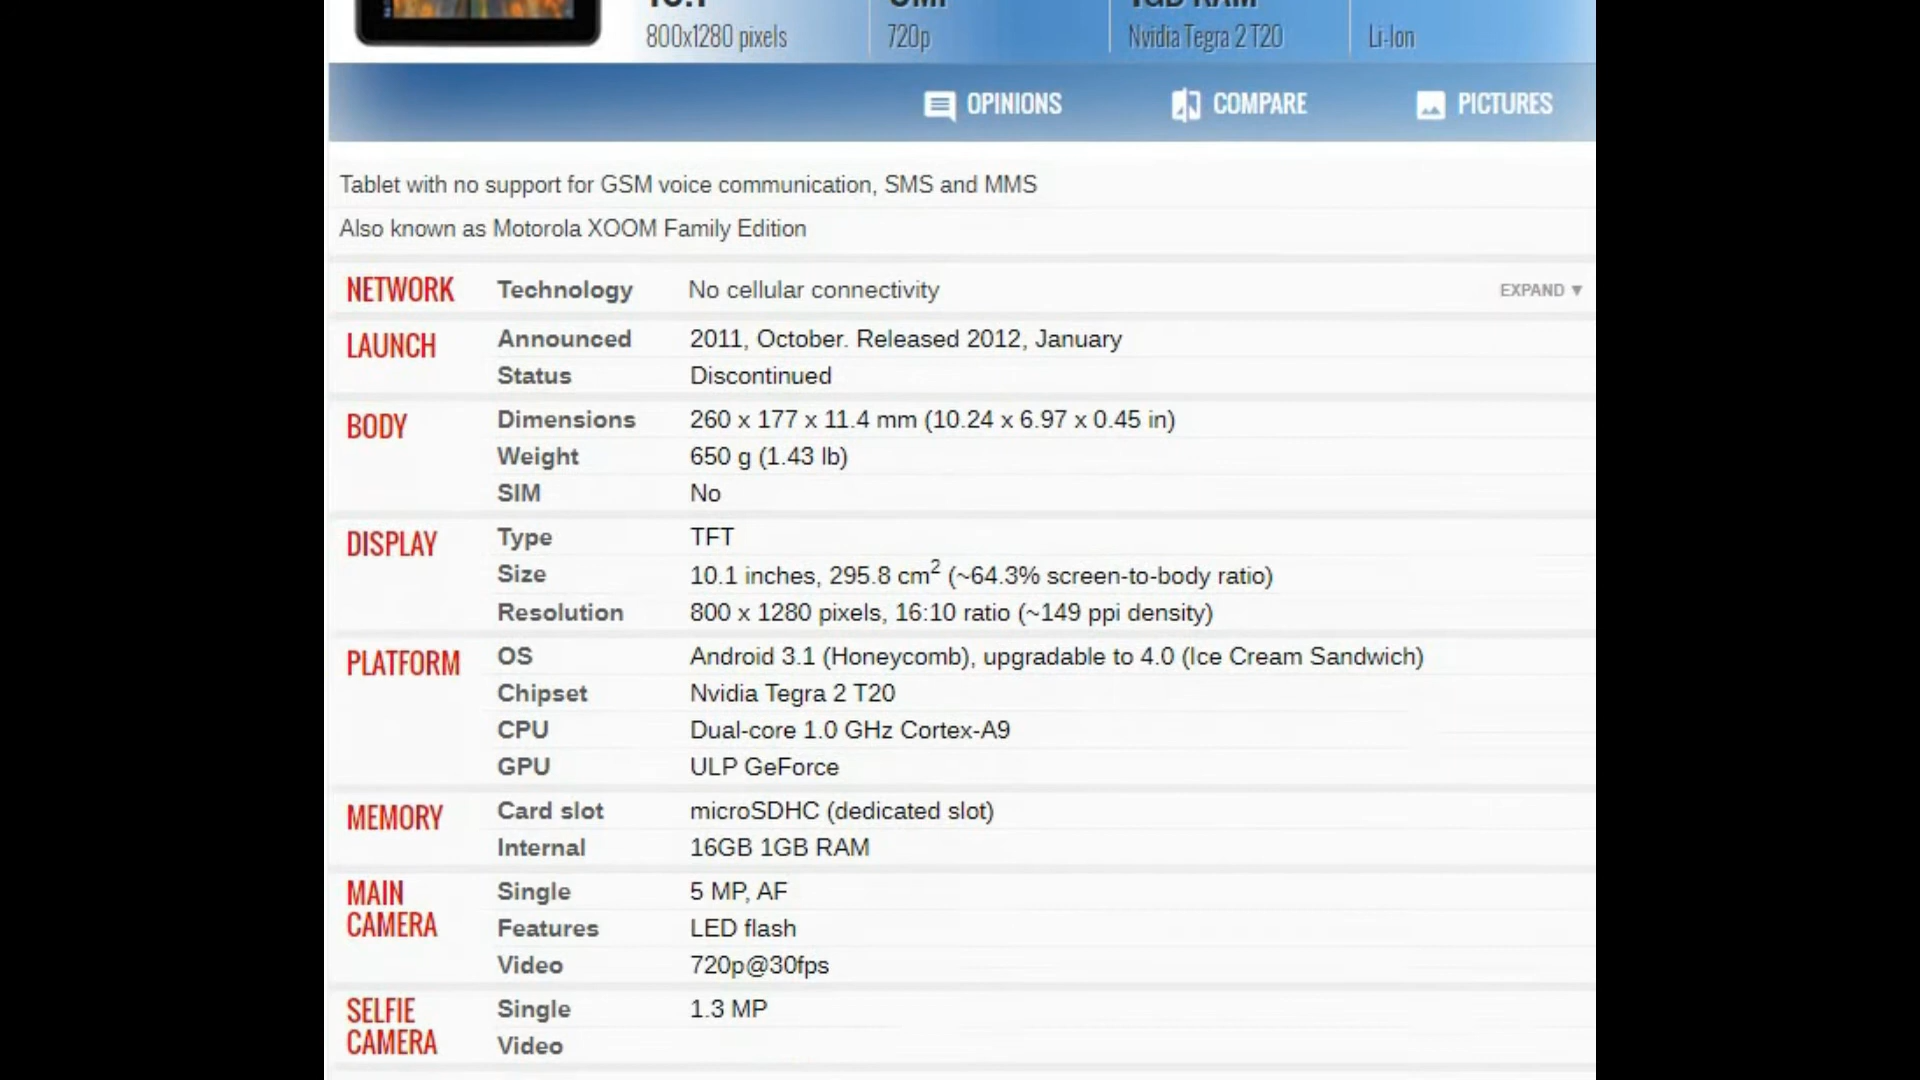 800x1280 pixels
720p
1GB RAM
Nvidia Tegra 2 T20
Li-Ion
OPINIONS
COMPARE
PICTURES
Tablet with no support for GSM voice communication, SMS and MMS
Also known as Motorola XOOM Family Edition
NETWORK Technology No cellular connectivity EXPAND ▼
LAUNCH Announced 2011, October. Released 2012, January
Status Discontinued
BODY Dimensions 260 x 177 x 11.4 mm (10.24 x 6.97 x 0.45 in)
Weight 650 g (1.43 lb)
SIM No
DISPLAY Type TFT
Size 10.1 inches, 295.8 cm² (~64.3% screen-to-body ratio)
Resolution 800 x 1280 pixels, 16:10 ratio (~149 ppi density)
PLATFORM OS Android 3.1 (Honeycomb), upgradable to 4.0 (Ice Cream Sandwich)
Chipset Nvidia Tegra 2 T20
CPU Dual-core 1.0 GHz Cortex-A9
GPU ULP GeForce
MEMORY Card slot microSDHC (dedicated slot)
Internal 16GB 1GB RAM
MAIN CAMERA Single 5 MP, AF
Features LED flash
Video 720p@30fps
SELFIE CAMERA Single 1.3 MP
Video